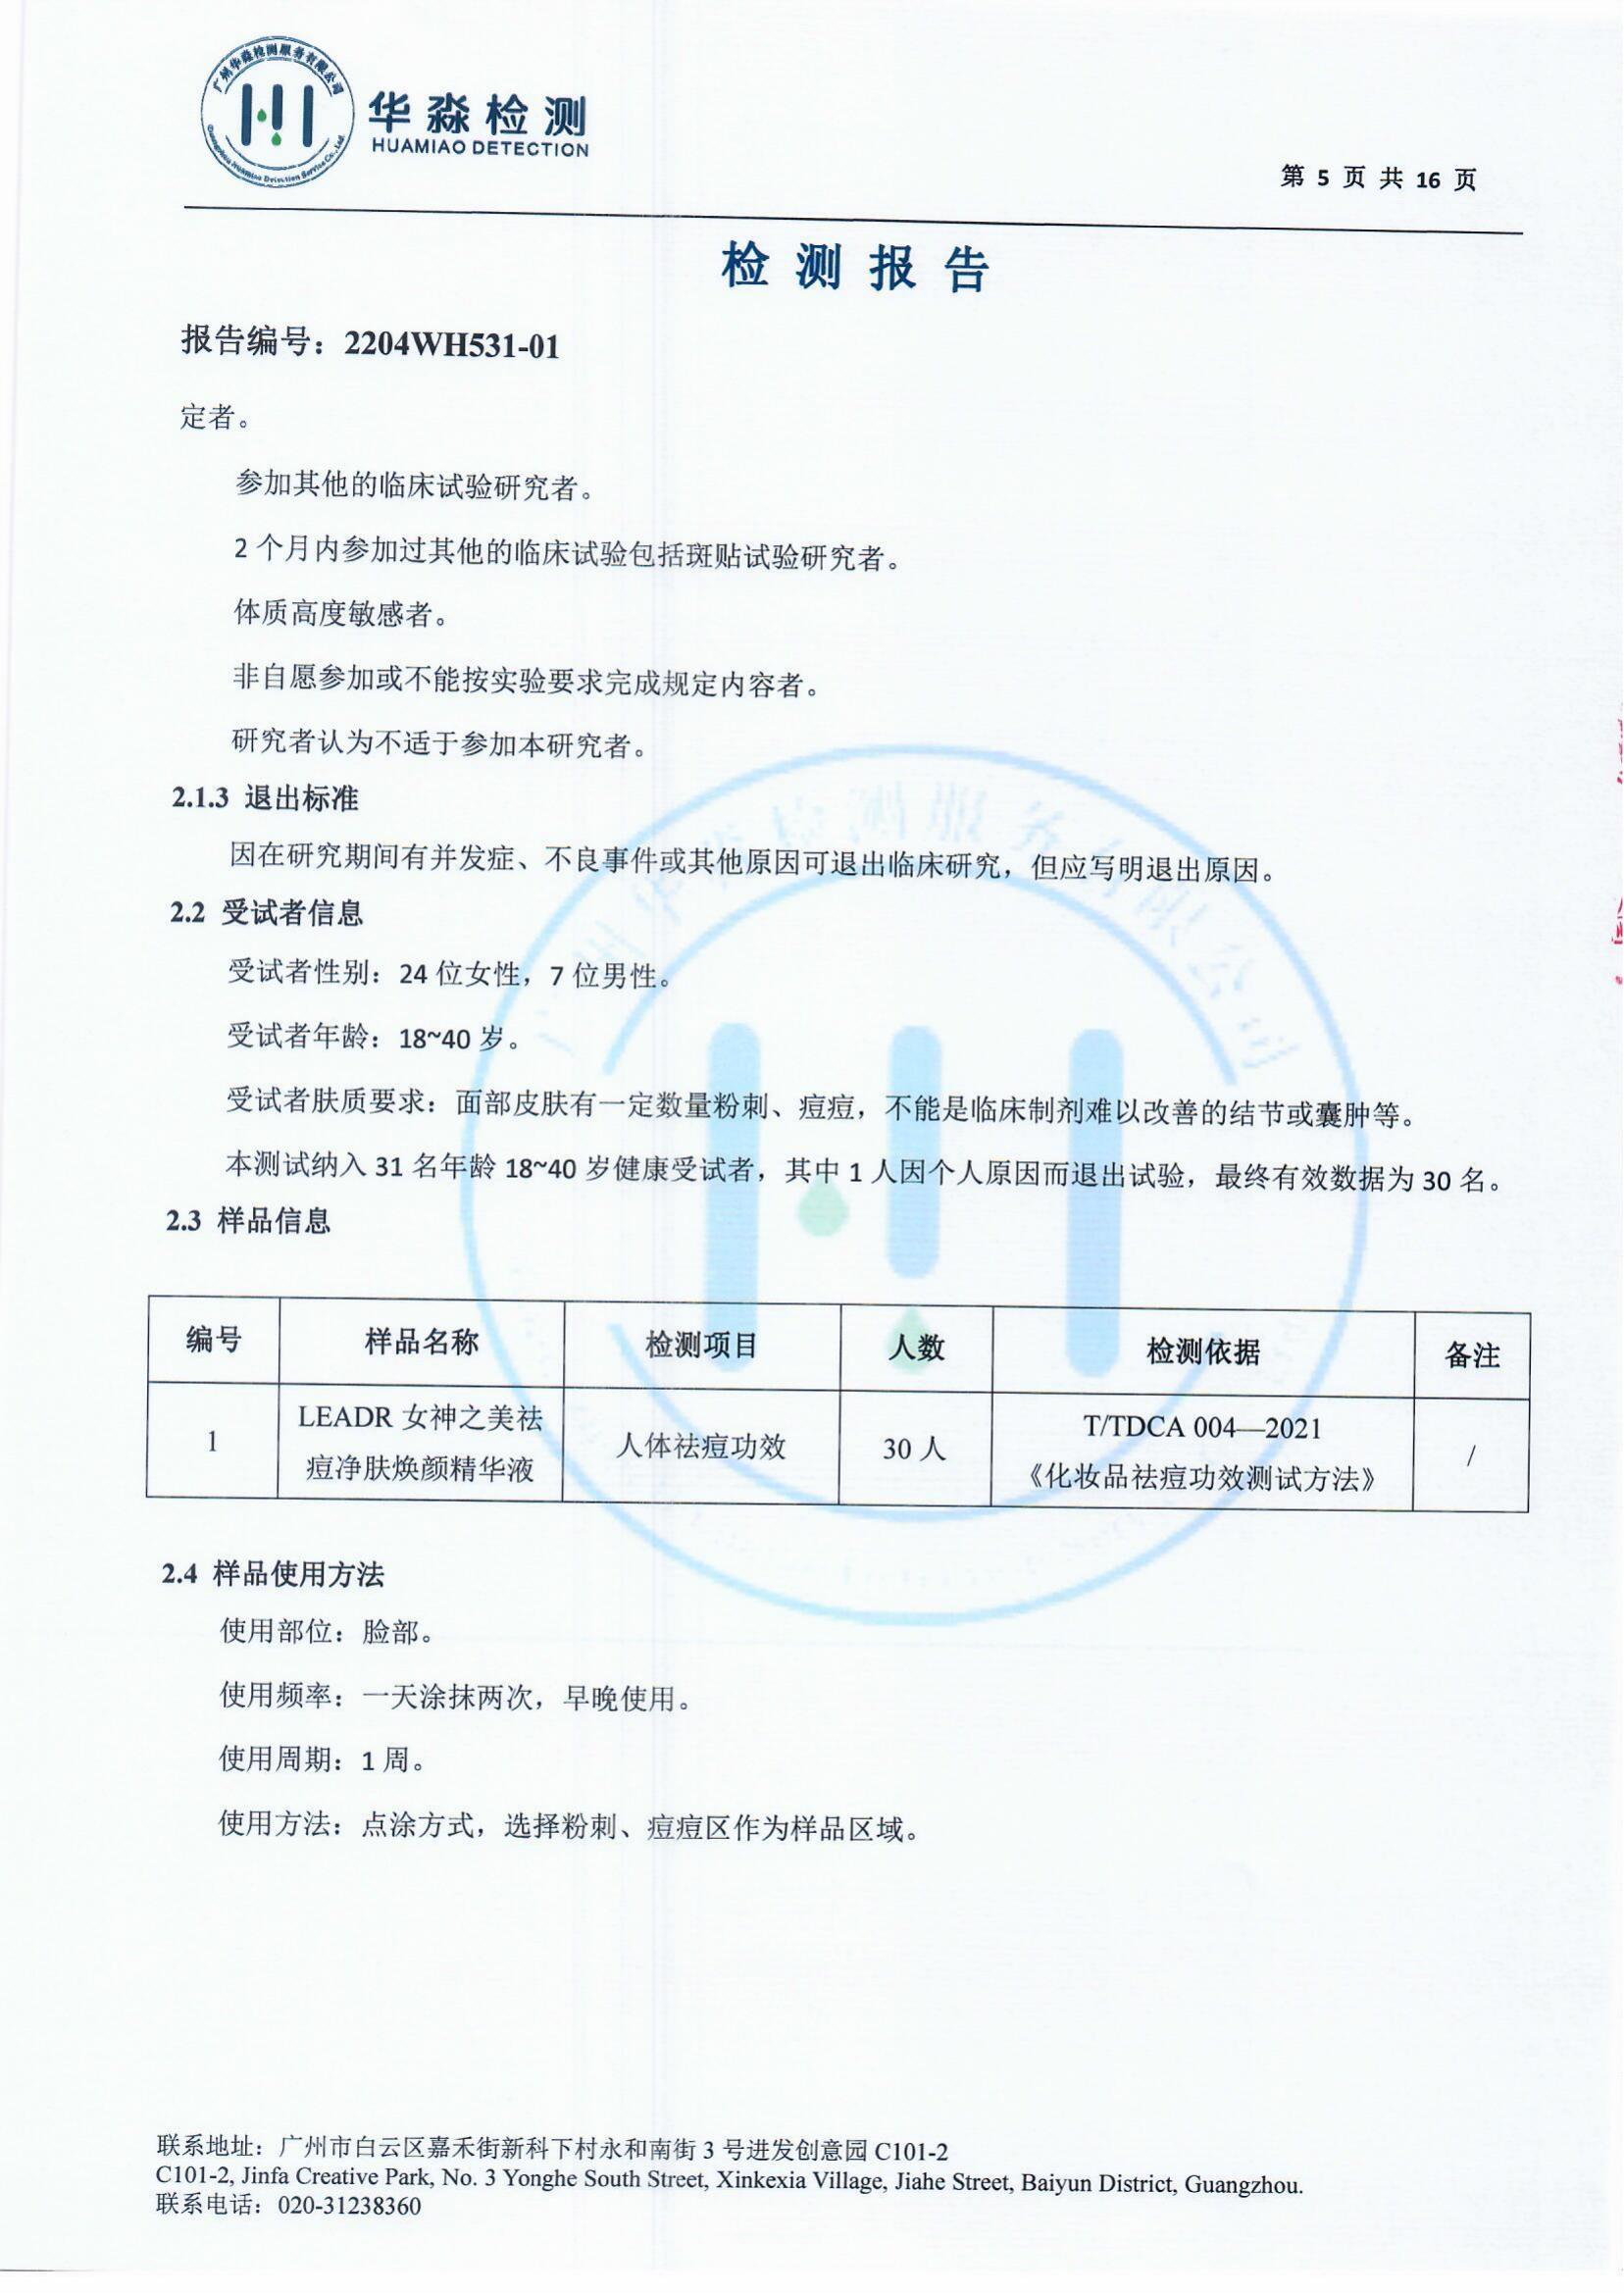 广州华淼检测服务有限公司
华淼检测
HUAMIAO DETECTION
Guangzhou Huamiao Detection Service Co., Ltd.
第 5 页 共 16 页
检测报告
报告编号：2204WH531-01
定者。
参加其他的临床试验研究者。
2 个月内参加过其他的临床试验包括斑贴试验研究者。
体质高度敏感者。
非自愿参加或不能按实验要求完成规定内容者。
研究者认为不适于参加本研究者。
2.1.3 退出标准
因在研究期间有并发症、不良事件或其他原因可退出临床研究，但应写明退出原因。
2.2 受试者信息
受试者性别：24 位女性，7 位男性。
受试者年龄：18~40 岁。
受试者肤质要求：面部皮肤有一定数量粉刺、痘痘，不能是临床制剂难以改善的结节或囊肿等。
本测试纳入 31 名年龄 18~40 岁健康受试者，其中 1 人因个人原因而退出试验，最终有效数据为 30 名。
2.3 样品信息
编号 样品名称 检测项目 人数 检测依据 备注
1 LEADR 女神之美祛
痘净肤焕颜精华液
人体祛痘功效 30 人 T/TDCA 004—2021
《化妆品祛痘功效测试方法》
/
2.4 样品使用方法
使用部位：脸部。
使用频率：一天涂抹两次，早晚使用。
使用周期：1 周。
使用方法：点涂方式，选择粉刺、痘痘区作为样品区域。
联系地址：广州市白云区嘉禾街新科下村永和南街 3 号进发创意园 C101-2
C101-2, Jinfa Creative Park, No. 3 Yonghe South Street, Xinkexia Village, Jiahe Street, Baiyun District, Guangzhou.
联系电话：020-31238360